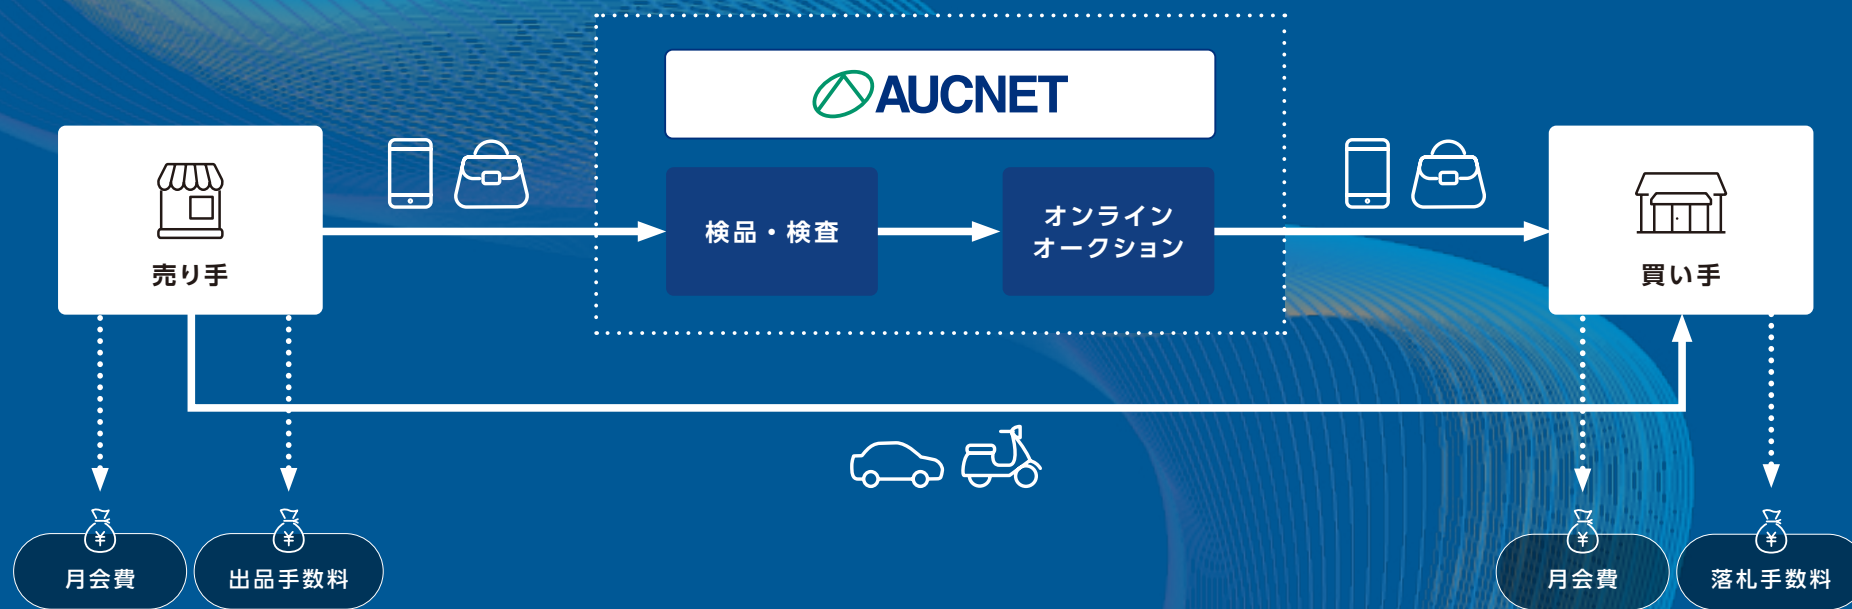 AUCNET
売り手
検品・検査
オンライン
オークション
買い手
¥
月会費
¥
出品手数料
¥
月会費
¥
落札手数料